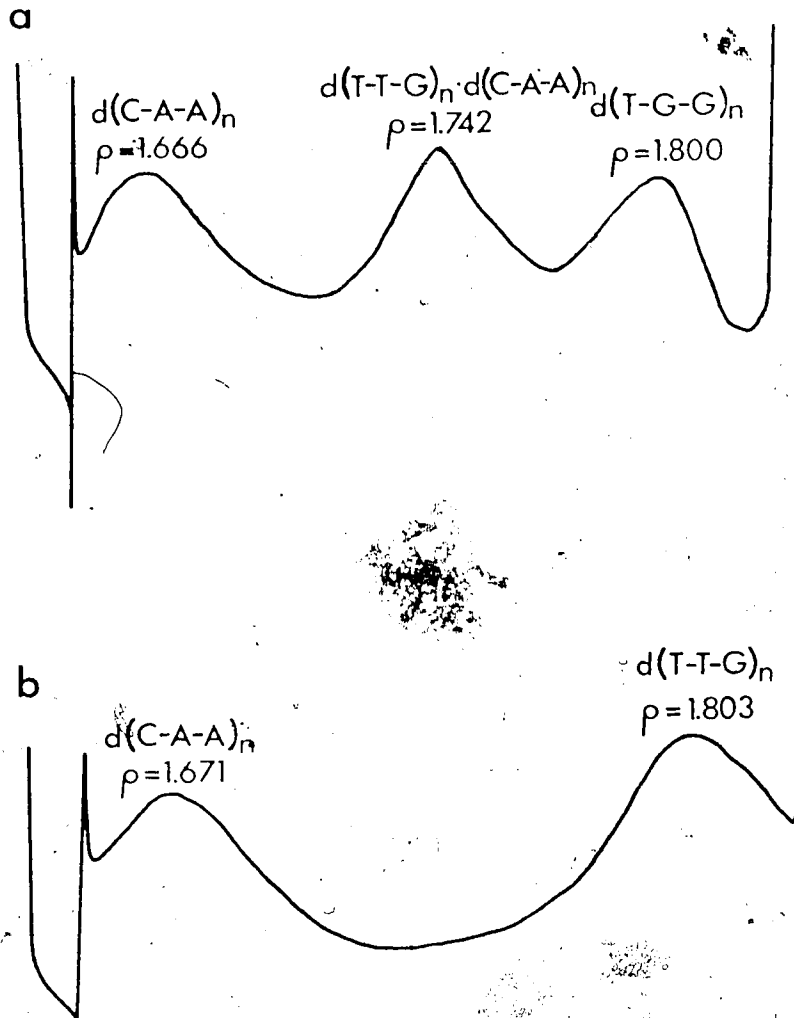 a
d(C-A-A)n
ρ=1.666
d(T-T-G)n·d(C-A-A)n
ρ=1.742
d(T-G-G)n
ρ=1.800
b
d(C-A-A)n
ρ=1.671
d(T-T-G)n
ρ=1.803